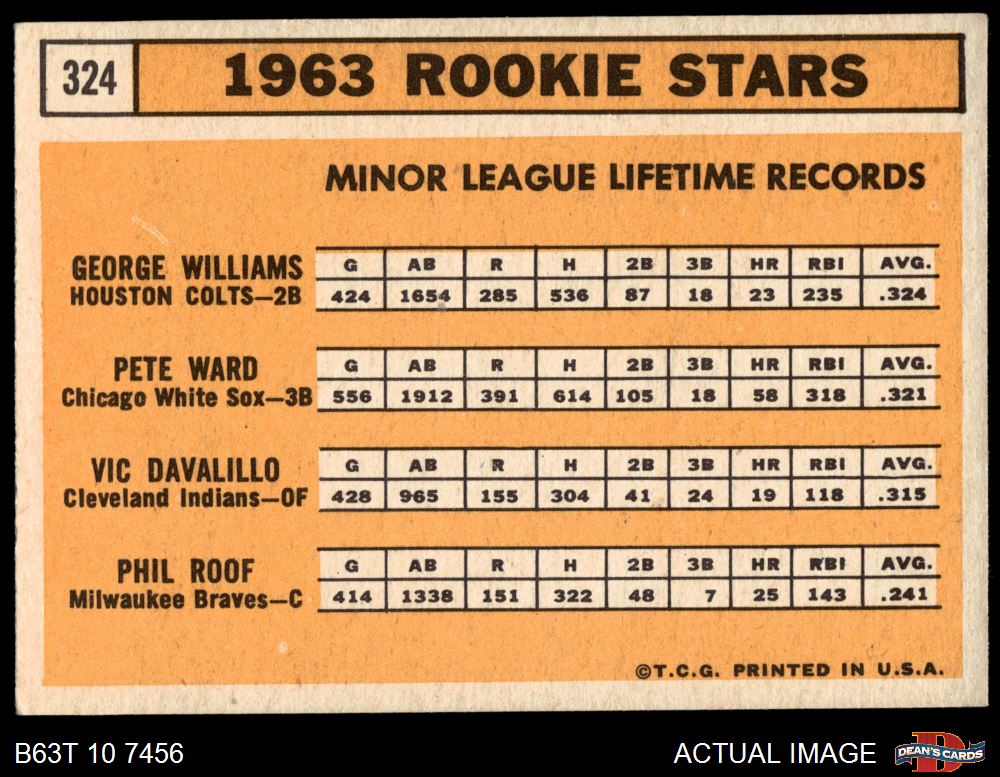 324 1963 ROOKIE STARS
MINOR LEAGUE LIFETIME RECORDS
GEORGE WILLIAMS G AB R H 2B 3B HR RBI AVG.
HOUSTON COLTS—2B 424 1654 285 536 87 18 23 235 .324
PETE WARD G AB R H 2B 3B HR RBI AVG.
Chicago White Sox—3B 556 1912 391 614 105 18 58 318 .321
VIC DAVALILLO G AB R H 2B 3B HR RBI AVG.
Cleveland Indians—OF 428 965 155 304 41 24 19 118 .315
PHIL ROOF G AB R H 2B 3B HR RBI AVG.
Milwaukee Braves—C 414 1338 151 322 48 7 25 143 .241
©T.C.G. PRINTED IN U.S.A.
B63T 10 7456 ACTUAL IMAGE D DEAN'S CARDS